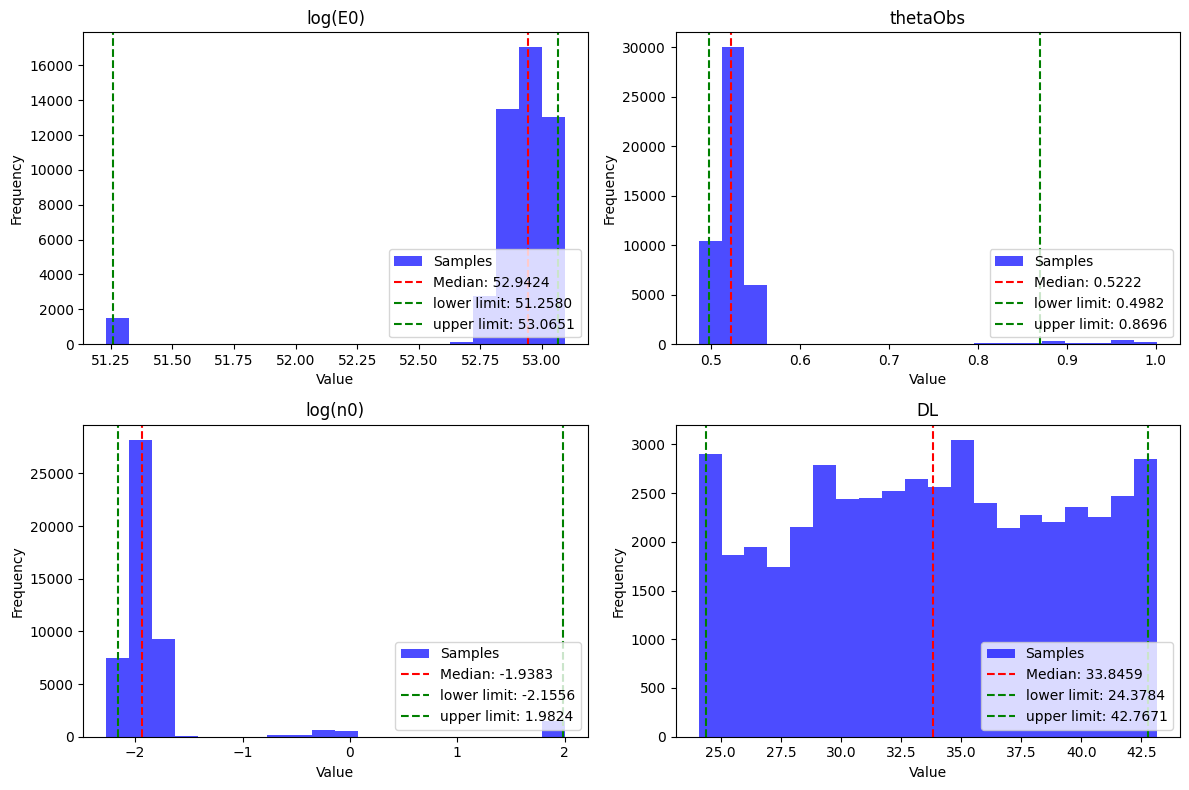 log(E0)
Frequency
16000
14000
12000
10000
8000
6000
4000
2000
0
Samples
Median: 52.9424
lower limit: 51.2580
upper limit: 53.0651
51.25 51.50 51.75 52.00 52.25 52.50 52.75 53.00
Value
thetaObs
Frequency
30000
25000
20000
15000
10000
5000
0
Samples
Median: 0.5222
lower limit: 0.4982
upper limit: 0.8696
0.5 0.6 0.7 0.8 0.9 1.0
Value
log(n0)
Frequency
25000
20000
15000
10000
5000
0
Samples
Median: -1.9383
lower limit: -2.1556
upper limit: 1.9824
−2 −1 0 1 2
Value
DL
Frequency
3000
2500
2000
1500
1000
500
0
Samples
Median: 33.8459
lower limit: 24.3784
upper limit: 42.7671
25.0 27.5 30.0 32.5 35.0 37.5 40.0 42.5
Value